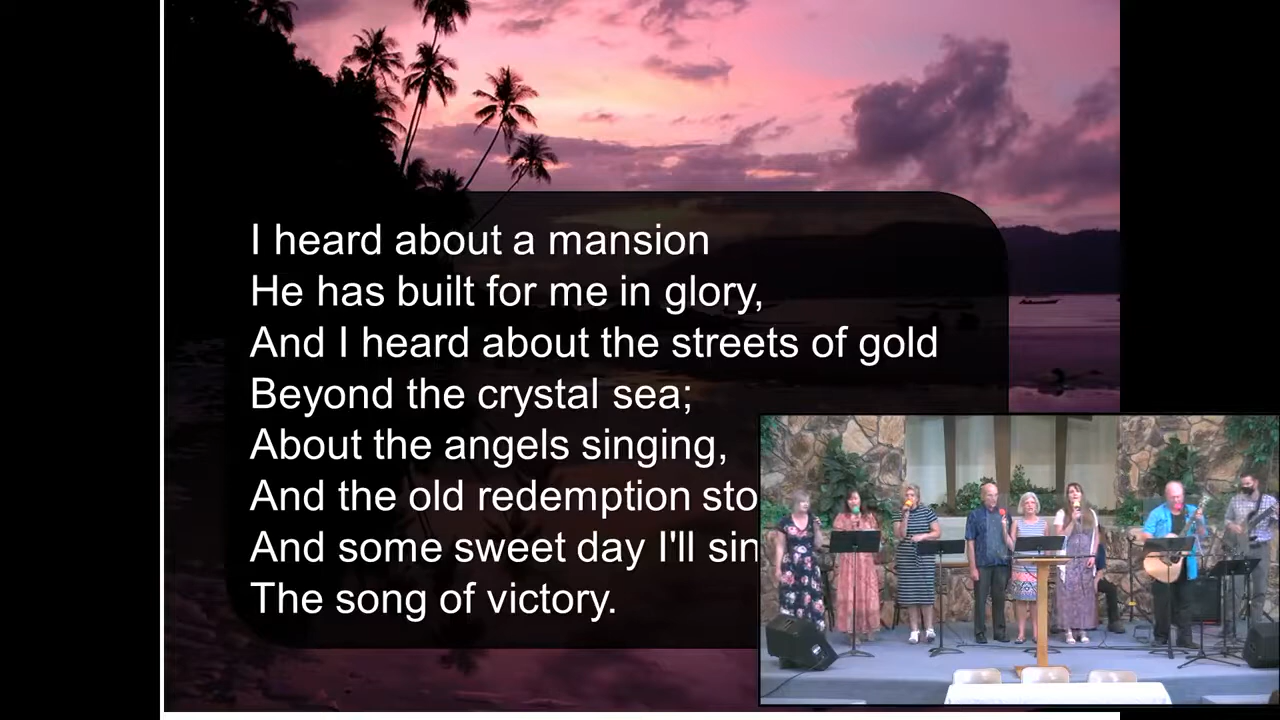 I heard about a mansion
He has built for me in glory,
And I heard about the streets of gold
Beyond the crystal sea;
About the angels singing,
And the old redemption
And some sweet day I'll
The song of victory.